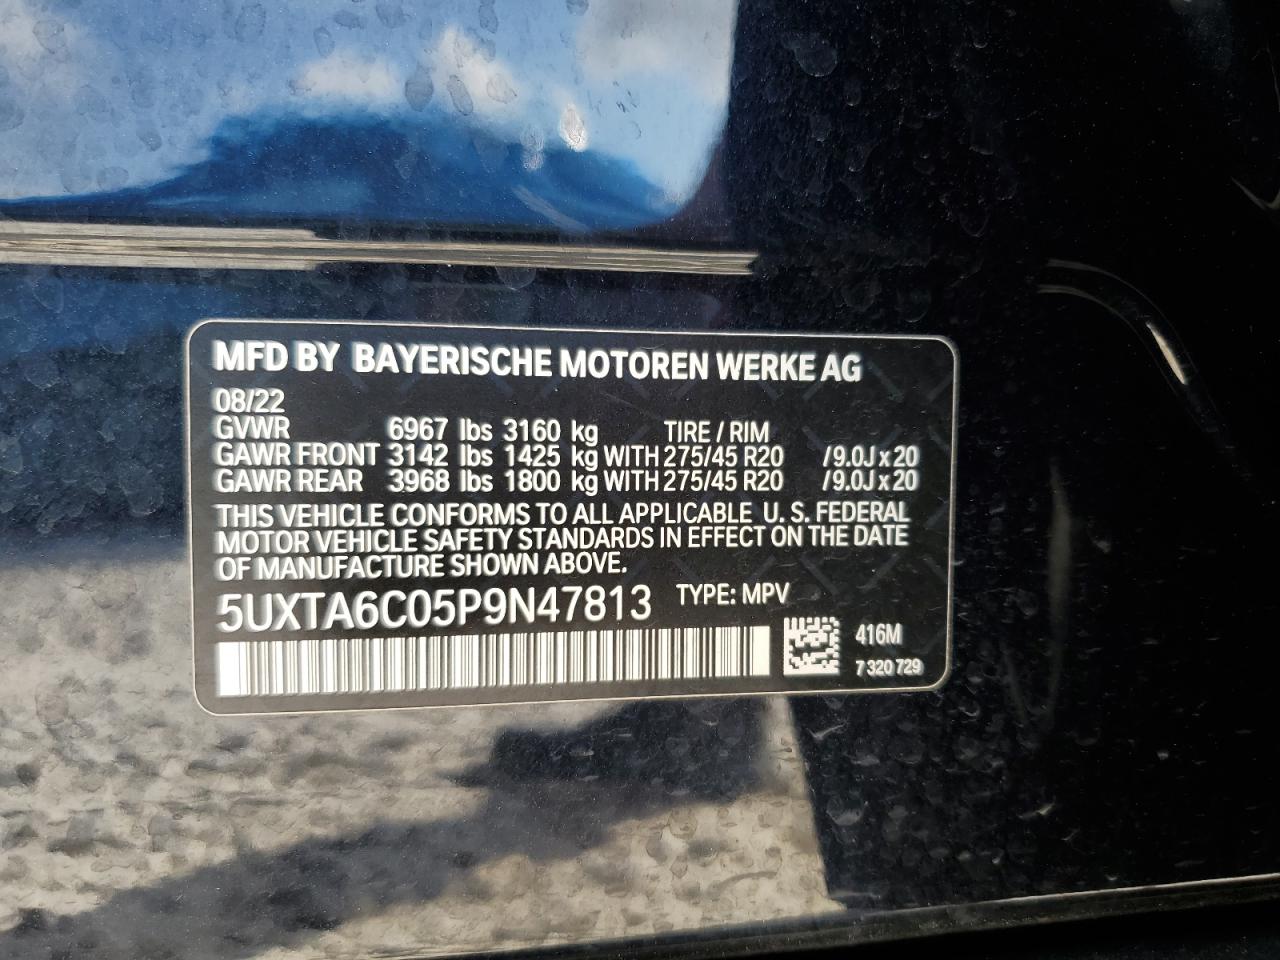 MFD BY BAYERISCHE MOTOREN WERKE AG
08/22
GVWR 6967 lbs 3160 kg TIRE / RIM
GAWR FRONT 3142 lbs 1425 kg WITH 275/45 R20 /9.0J x 20
GAWR REAR 3968 lbs 1800 kg WITH 275/45 R20 /9.0J x 20
THIS VEHICLE CONFORMS TO ALL APPLICABLE U. S. FEDERAL
MOTOR VEHICLE SAFETY STANDARDS IN EFFECT ON THE DATE
OF MANUFACTURE SHOWN ABOVE.
5UXTA6C05P9N47813 TYPE: MPV
416M
7 320 729